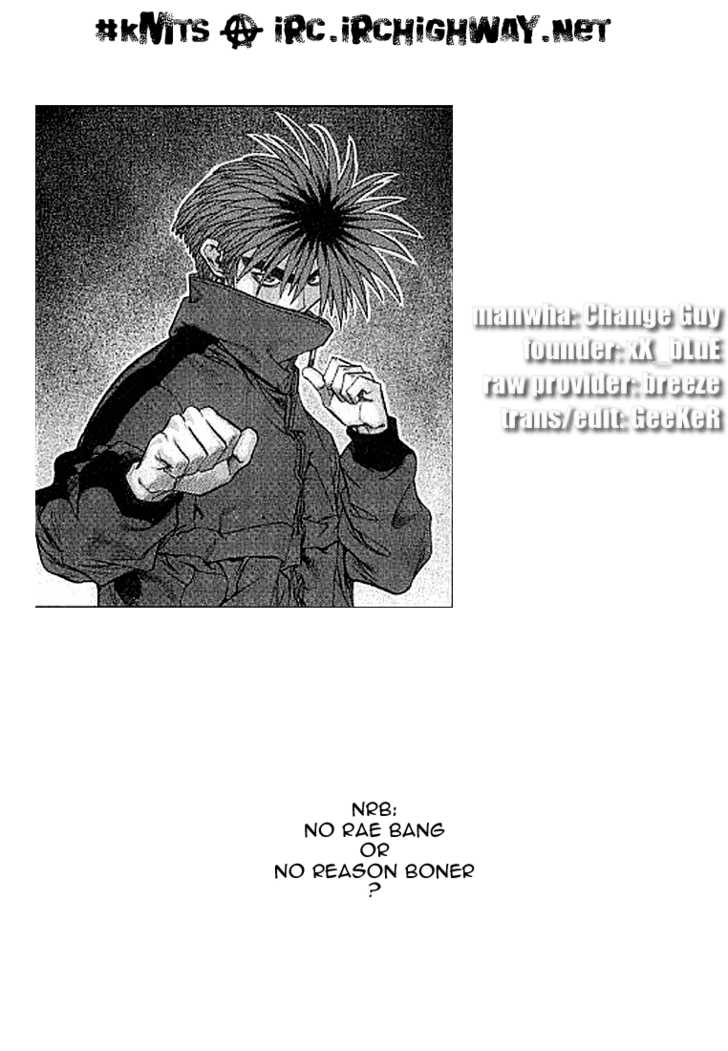 #kMTS @ iRC.iRCHiGHWAY.NeT
manwha: Change Guy
founder: xX_bLuE
raw provider: breeze
trans/edit: GeeKeR
NRB:
NO RAE BANG
OR
NO REASON BONER
?